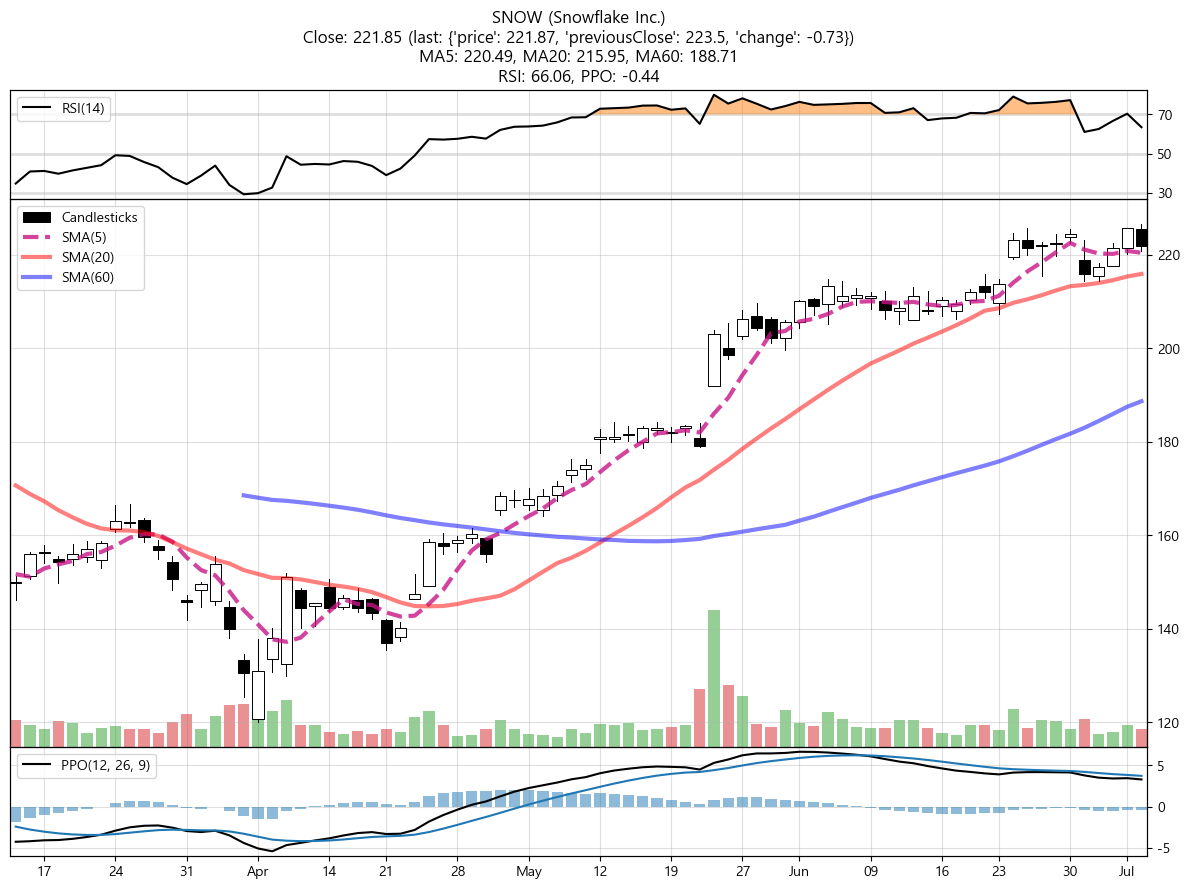 SNOW (Snowflake Inc.)
Close: 221.85 (last: {'price': 221.87, 'previousClose': 223.5, 'change': -0.73})
MA5: 220.49, MA20: 215.95, MA60: 188.71
RSI: 66.06, PPO: -0.44
RSI(14)
70
50
30
Candlesticks
SMA(5)
SMA(20)
SMA(60)
220
200
180
160
140
120
PPO(12, 26, 9)
5
0
-5
17 24 31 Apr 14 21 28 May 12 19 27 Jun 09 16 23 30 Jul